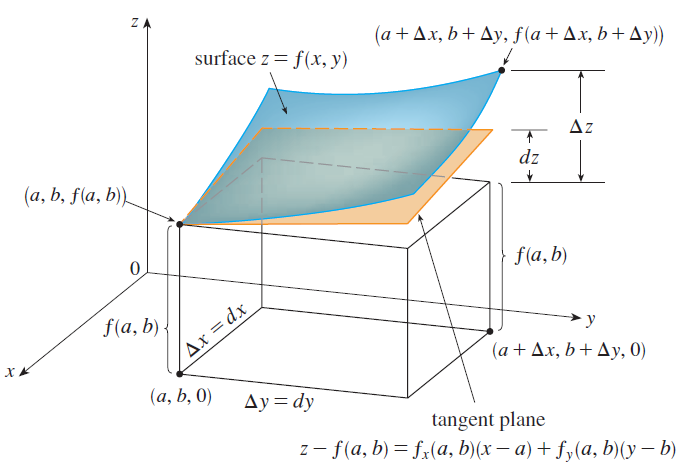 z
(a + Δx, b + Δy, f(a + Δx, b + Δy))
surface z = f(x, y)
Δz
dz
(a, b, f(a, b))
f(a, b)
0
y
f(a, b)
Δx = dx
(a + Δx, b + Δy, 0)
x
(a, b, 0)
Δy = dy
tangent plane
z − f(a, b) = fₓ(a, b)(x − a) + f_y(a, b)(y − b)